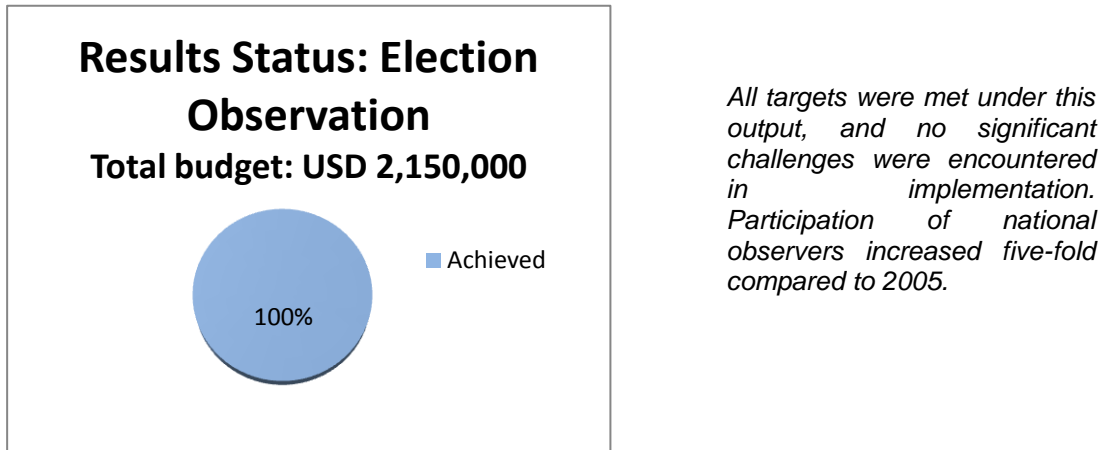 Results Status: Election
Observation
Total budget: USD 2,150,000
Achieved
100%
All targets were met under this
output, and no significant
challenges were encountered
in implementation.
Participation of national
observers increased five-fold
compared to 2005.